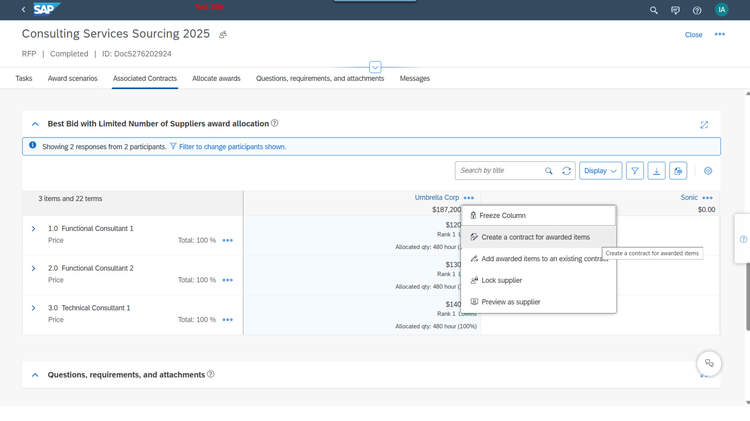 SAP
Test Site
IA
Consulting Services Sourcing 2025
Close
RFP | Completed | ID: Doc5276202924
Tasks Award scenarios Associated Contracts Allocate awards Questions, requirements, and attachments Messages
Best Bid with Limited Number of Suppliers award allocation
Showing 2 responses from 2 participants. Filter to change participants shown.
Search by title Display
3 items and 22 terms Umbrella Corp Sonic
$187,200 $0.00
Freeze Column
Create a contract for awarded items
Create a contract for awarded items
Add awarded items to an existing contract
Lock supplier
Preview as supplier
1.0 Functional Consultant 1 $120
Price Total: 100 % Rank 1
Allocated qty: 480 hour
2.0 Functional Consultant 2 $130
Price Total: 100 % Rank 1
Allocated qty: 480 hour
3.0 Technical Consultant 1 $140
Price Total: 100 % Rank 1 Lowest
Allocated qty: 480 hour (100%)
Questions, requirements, and attachments